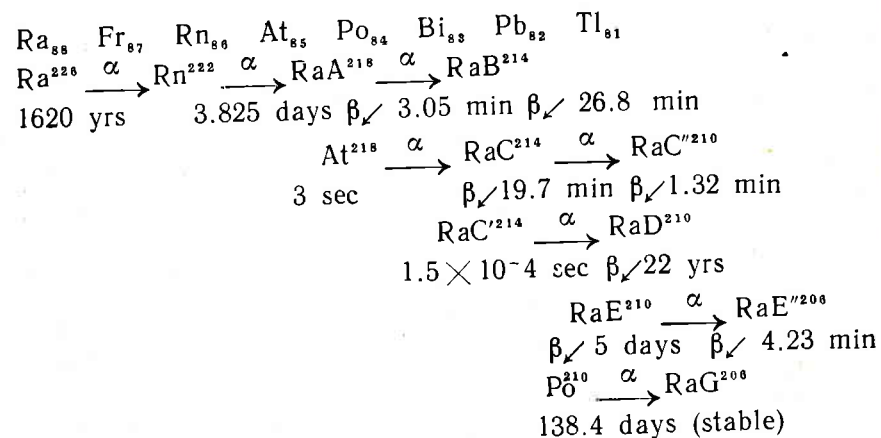 Ra₈₈ Fr₈₇ Rn₈₆ At₈₅ Po₈₄ Bi₈₃ Pb₈₂ Tl₈₁
Ra²²⁶ α→ Rn²²² α→ RaA²¹⁸ α→ RaB²¹⁴
1620 yrs 3.825 days β↙ 3.05 min β↙ 26.8 min
At²¹⁸ α→ RaC²¹⁴ α→ RaC″²¹⁰
3 sec β↙19.7 min β↙1.32 min
RaC′²¹⁴ α→ RaD²¹⁰
1.5×10⁻4 sec β↙22 yrs
RaE²¹⁰ α→ RaE″²⁰⁶
β↙ 5 days β↙ 4.23 min
Po²¹⁰ α→ RaG²⁰⁶
138.4 days (stable)